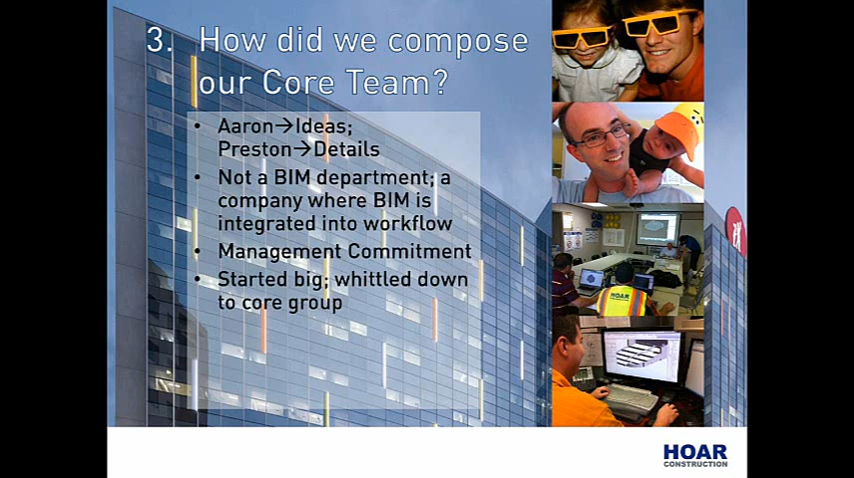 3. How did we compose
our Core Team?
• Aaron→Ideas;
Preston→Details
• Not a BIM department; a
company where BIM is
integrated into workflow
• Management Commitment
• Started big; whittled down
to core group
HOAR
HOAR
CONSTRUCTION